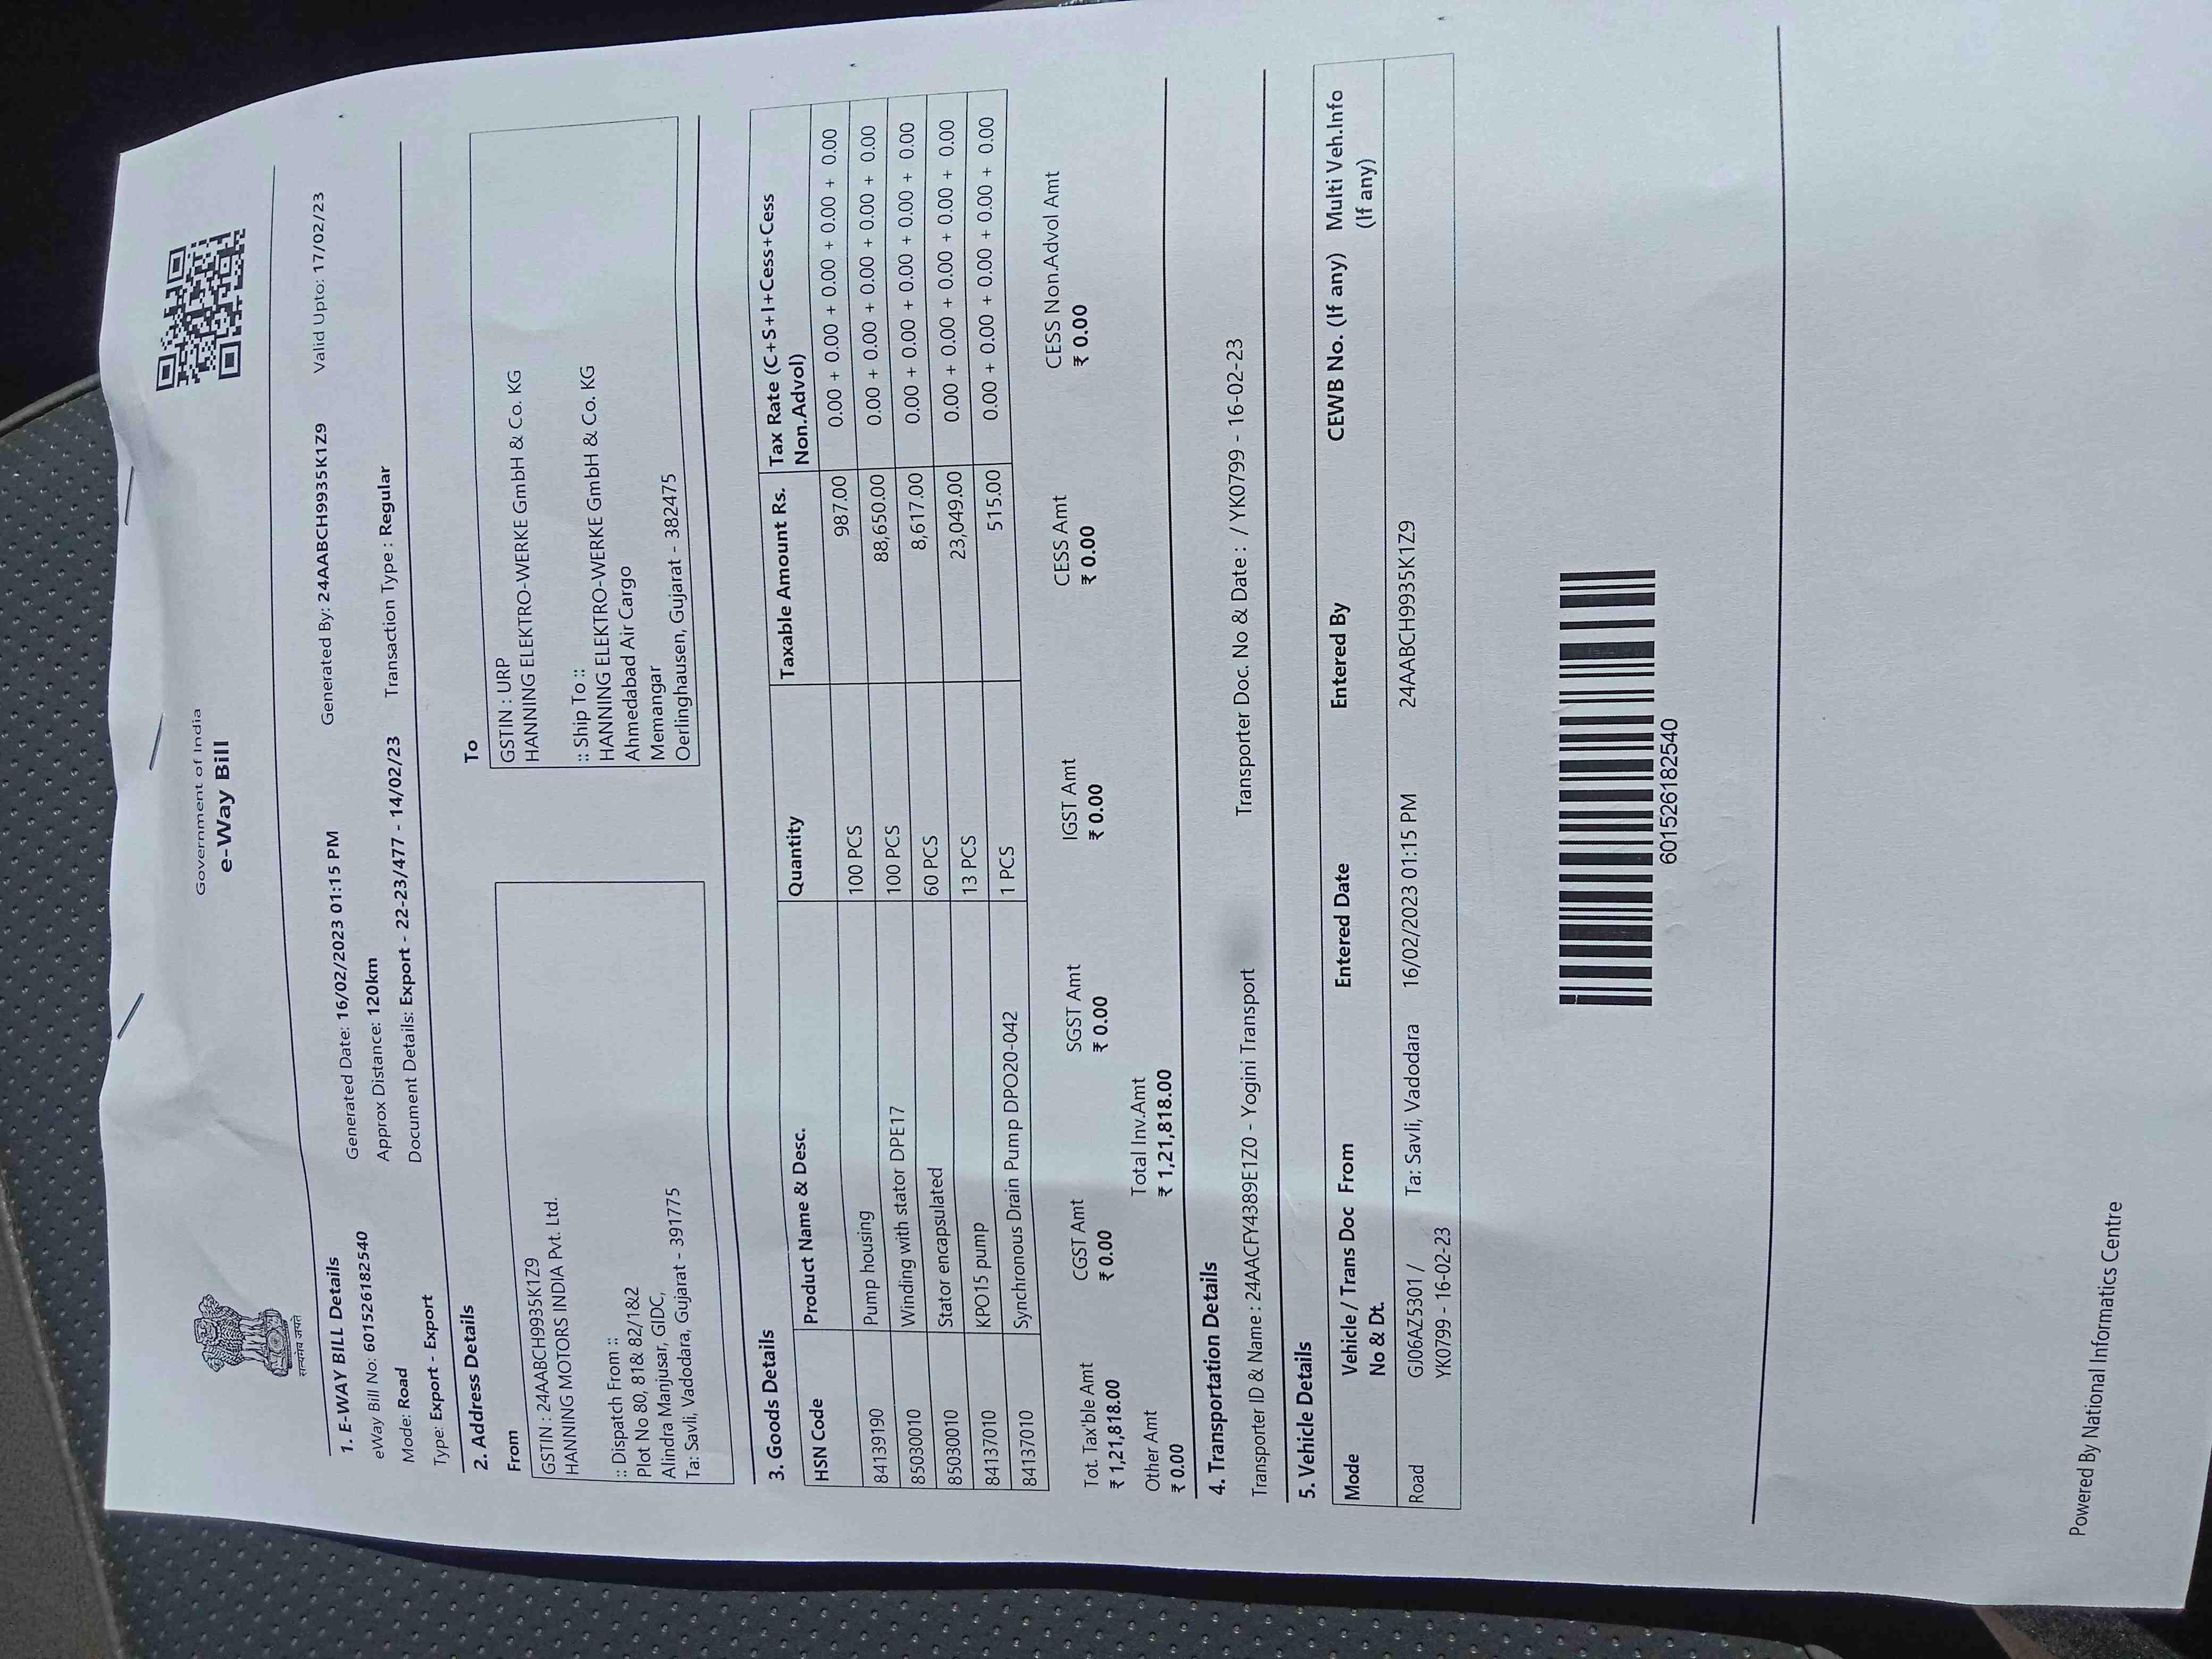 Government of India
e-Way Bill
सत्यमेव जयते
1. E-WAY BILL Details
eWay Bill No: 601526182540 Generated Date: 16/02/2023 01:15 PM Generated By: 24AABCH9935K1Z9 Valid Upto: 17/02/23
Mode: Road Approx Distance: 120km
Type: Export - Export Document Details: Export - 22-23/477 - 14/02/23 Transaction Type : Regular
2. Address Details
From
GSTIN : 24AABCH9935K1Z9
HANNING MOTORS INDIA Pvt. Ltd.
:: Dispatch From ::
Plot No 80, 81& 82/1&2
Alindra Manjusar, GIDC,
Ta: Savli, Vadodara, Gujarat - 391775
To
GSTIN : URP
HANNING ELEKTRO-WERKE GmbH & Co. KG
:: Ship To ::
HANNING ELEKTRO-WERKE GmbH & Co. KG
Ahmedabad Air Cargo
Memangar
Oerlinghausen, Gujarat - 382475
3. Goods Details
HSN Code Product Name & Desc. Quantity Taxable Amount Rs. Tax Rate (C+S+I+Cess+Cess
Non.Advol)
84139190 Pump housing 100 PCS 987.00 0.00 + 0.00 + 0.00 + 0.00 + 0.00
85030010 Winding with stator DPE17 100 PCS 88,650.00 0.00 + 0.00 + 0.00 + 0.00 + 0.00
85030010 Stator encapsulated 60 PCS 8,617.00 0.00 + 0.00 + 0.00 + 0.00 + 0.00
84137010 KPO15 pump 13 PCS 23,049.00 0.00 + 0.00 + 0.00 + 0.00 + 0.00
84137010 Synchronous Drain Pump DPO20-042 1 PCS 515.00 0.00 + 0.00 + 0.00 + 0.00 + 0.00
Tot. Tax'ble Amt CGST Amt SGST Amt IGST Amt CESS Amt CESS Non.Advol Amt
₹ 1,21,818.00 ₹ 0.00 ₹ 0.00 ₹ 0.00 ₹ 0.00 ₹ 0.00
Other Amt Total Inv.Amt
₹ 0.00 ₹ 1,21,818.00
4. Transportation Details
Transporter ID & Name : 24AACFY4389E1Z0 - Yogini Transport Transporter Doc. No & Date : / YK0799 - 16-02-23
5. Vehicle Details
Mode Vehicle / Trans Doc From Entered Date Entered By CEWB No. (If any) Multi Veh.Info
No & Dt. (If any)
Road GJ06AZ5301 / Ta: Savli, Vadodara 16/02/2023 01:15 PM 24AABCH9935K1Z9
YK0799 - 16-02-23
601526182540
Powered By National Informatics Centre